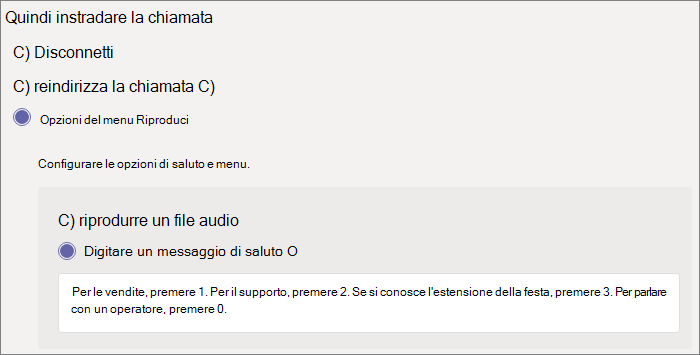 Quindi instradare la chiamata
C) Disconnetti
C) reindirizza la chiamata C)
Opzioni del menu Riproduci
Configurare le opzioni di saluto e menu.
C) riprodurre un file audio
Digitare un messaggio di saluto O
Per le vendite, premere 1. Per il supporto, premere 2. Se si conosce l'estensione della festa, premere 3. Per parlare
con un operatore, premere 0.